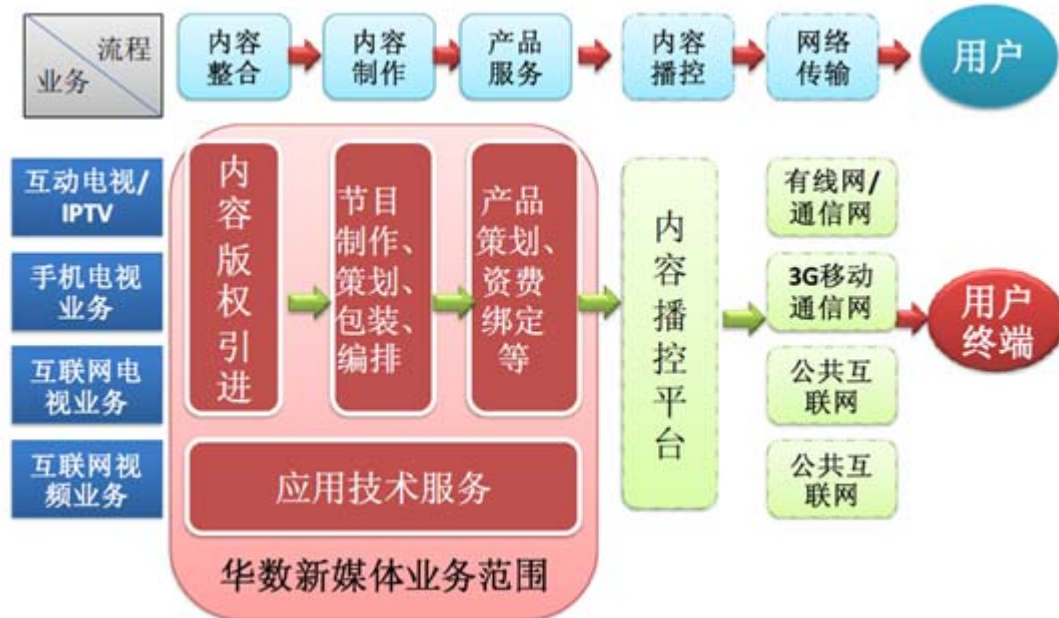 流程
业务
内容
整合
内容
制作
产品
服务
内容
播控
网络
传输
用户
互动电视/
IPTV
手机电视
业务
互联网电
视业务
互联网视
频业务
内容版权引进
节目
制作、
策划、
包装、
编排
产品
策划、
资费
绑定
等
应用技术服务
华数新媒体业务范围
内容播控平台
有线网/
通信网
3G移动
通信网
公共互
联网
公共互
联网
用户
终端